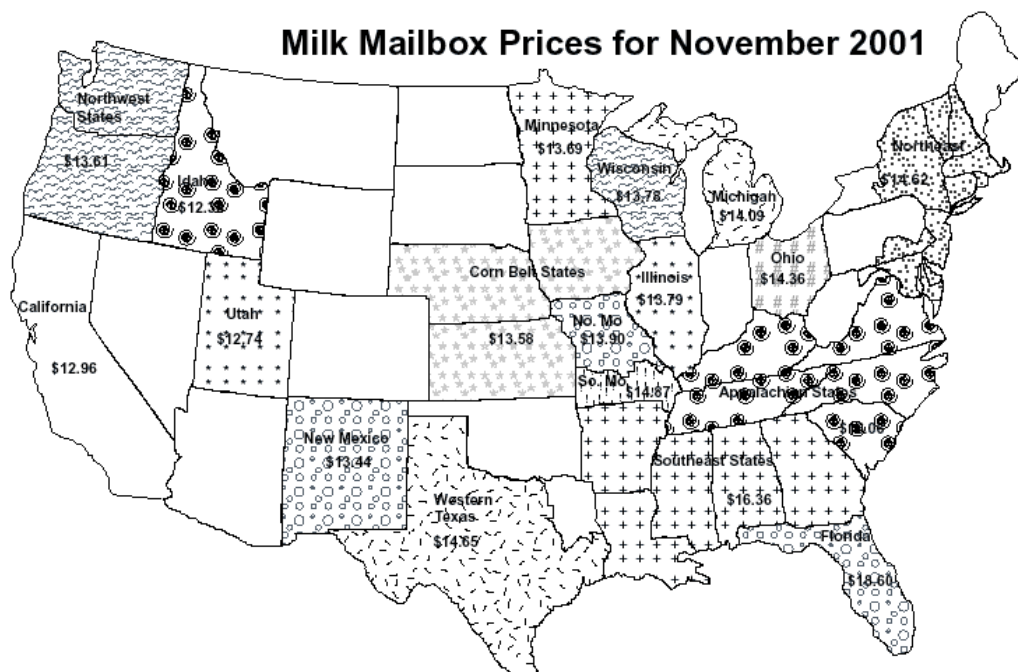 Milk Mailbox Prices for November 2001
Northwest
States
$13.61
Idaho
Minnesota
$13.69
Wisconsin
$13.78
Michigan
$14.09
Northeast
$14.62
California
$12.96
Utah
$12.74
Corn Belt States
$13.58
Illinois
$13.79
Ohio
$14.36
No. Mo
$13.90
So. Mo
$14.87
Appalachian States
New Mexico
$13.44
Southeast States
$16.36
Western
Texas
$14.65
Florida
$18.60